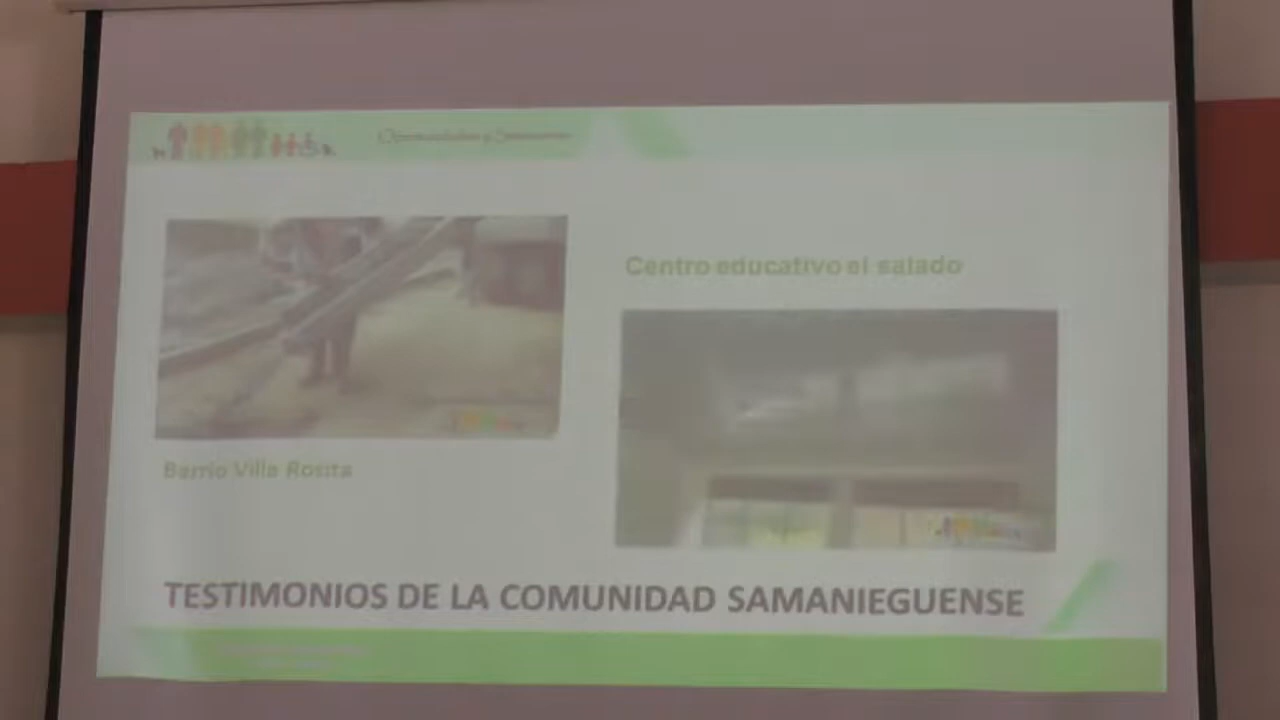 Centro educativo el salado
Barrio Villa Rosita
TESTIMONIOS DE LA COMUNIDAD SAMANIEGUENSE